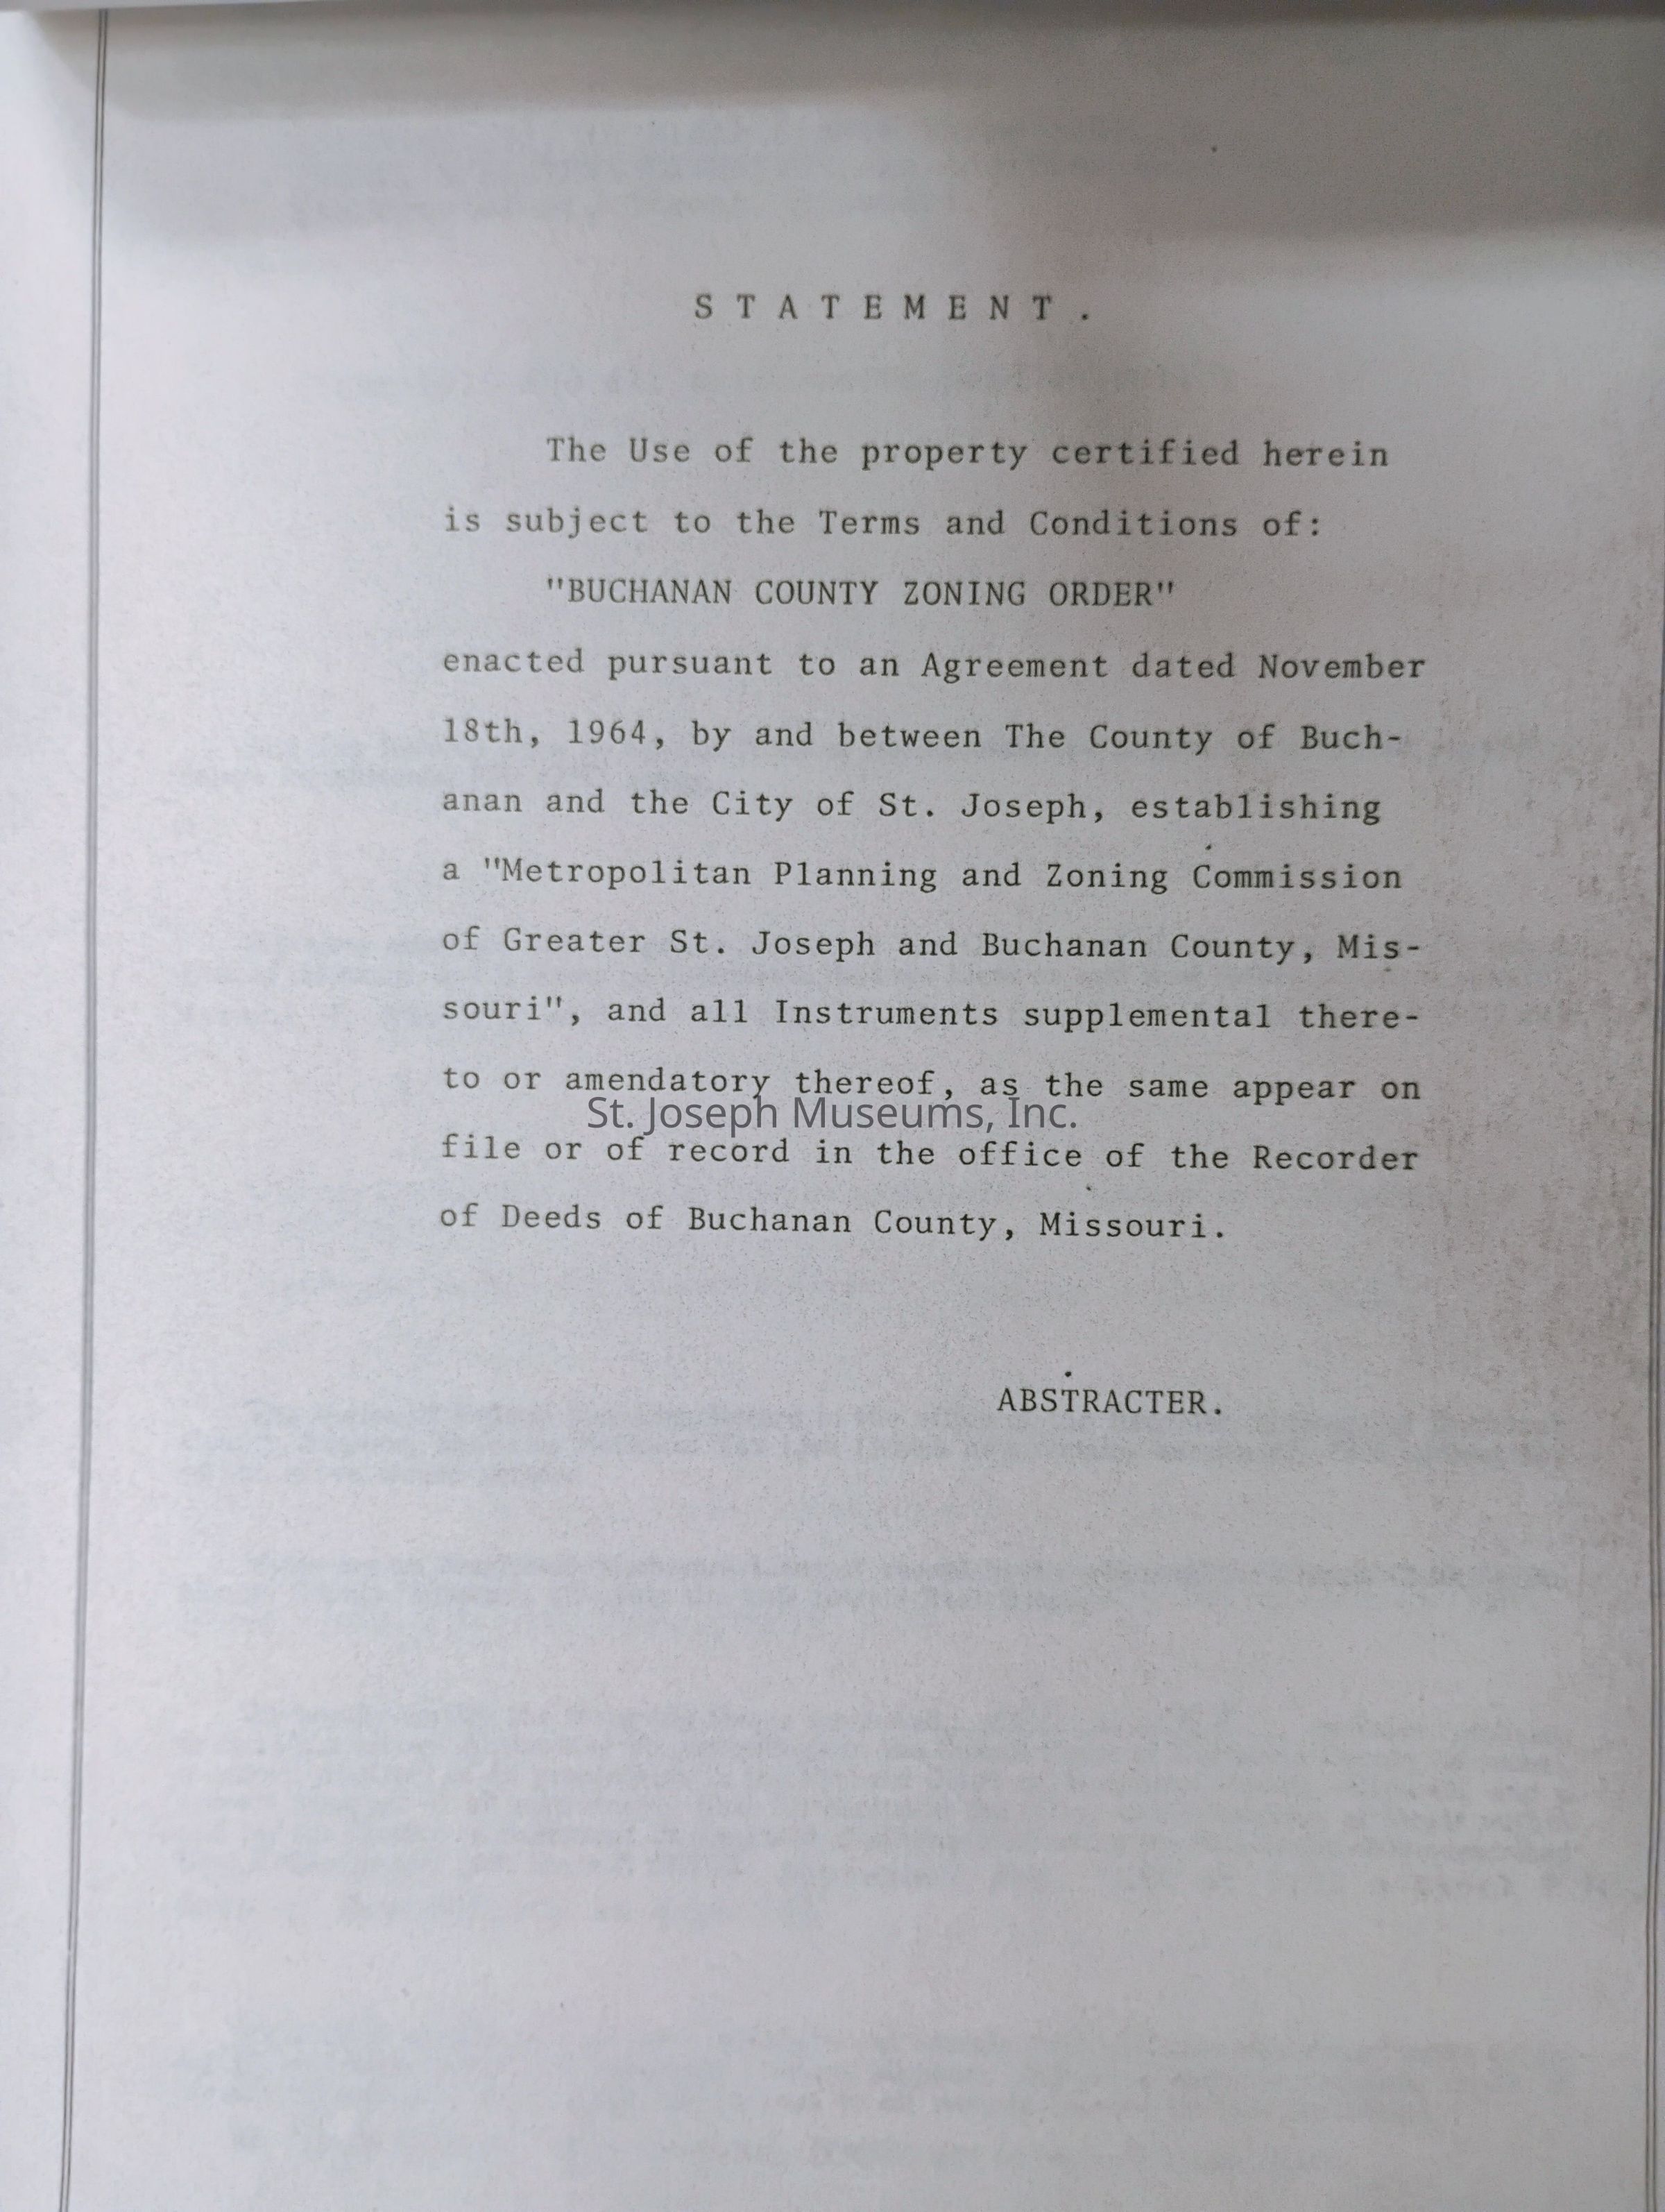 STATEMENT.
The Use of the property certified herein
is subject to the Terms and Conditions of:
"BUCHANAN COUNTY ZONING ORDER"
enacted pursuant to an Agreement dated November
18th, 1964, by and between The County of Buch-
anan and the City of St. Joseph, establishing
a "Metropolitan Planning and Zoning Commission
of Greater St. Joseph and Buchanan County, Mis-
souri", and all Instruments supplemental there-
to or amendatory thereof, as the same appear on
St. Joseph Museums, Inc.
file or of record in the office of the Recorder
of Deeds of Buchanan County, Missouri.
ABSTRACTER.